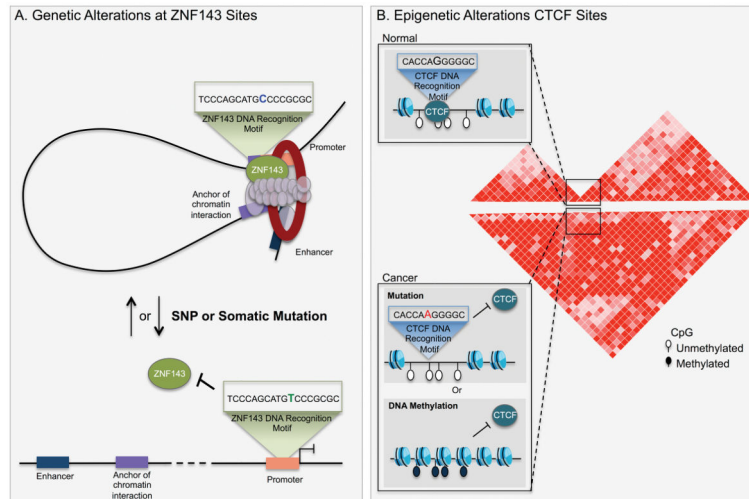 A. Genetic Alterations at ZNF143 Sites
TCCCAGCATGCCCCGCGC
ZNF143 DNA Recognition
Motif
Promoter
ZNF143
Anchor of
chromatin
interaction
Enhancer
or
SNP or Somatic Mutation
ZNF143
TCCCAGCATGTCCCGCGC
ZNF143 DNA Recognition
Motif
Enhancer
Anchor of
chromatin
interaction
Promoter
B. Epigenetic Alterations CTCF Sites
Normal
CACCAGGGGGC
CTCF DNA
Recognition
Motif
CTCF
Cancer
Mutation
CACCAAGGGGC
CTCF DNA
Recognition
Motif
CTCF
Or
DNA Methylation
CTCF
CpG
Unmethylated
Methylated